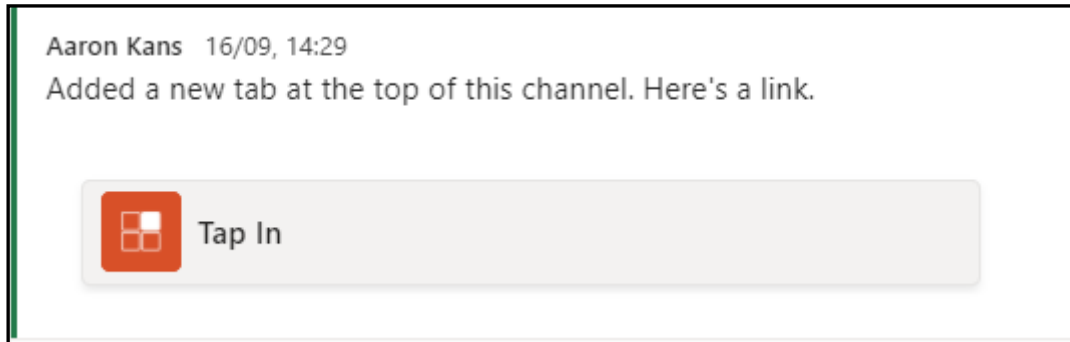 Aaron Kans 16/09, 14:29
Added a new tab at the top of this channel. Here's a link.
Tap In